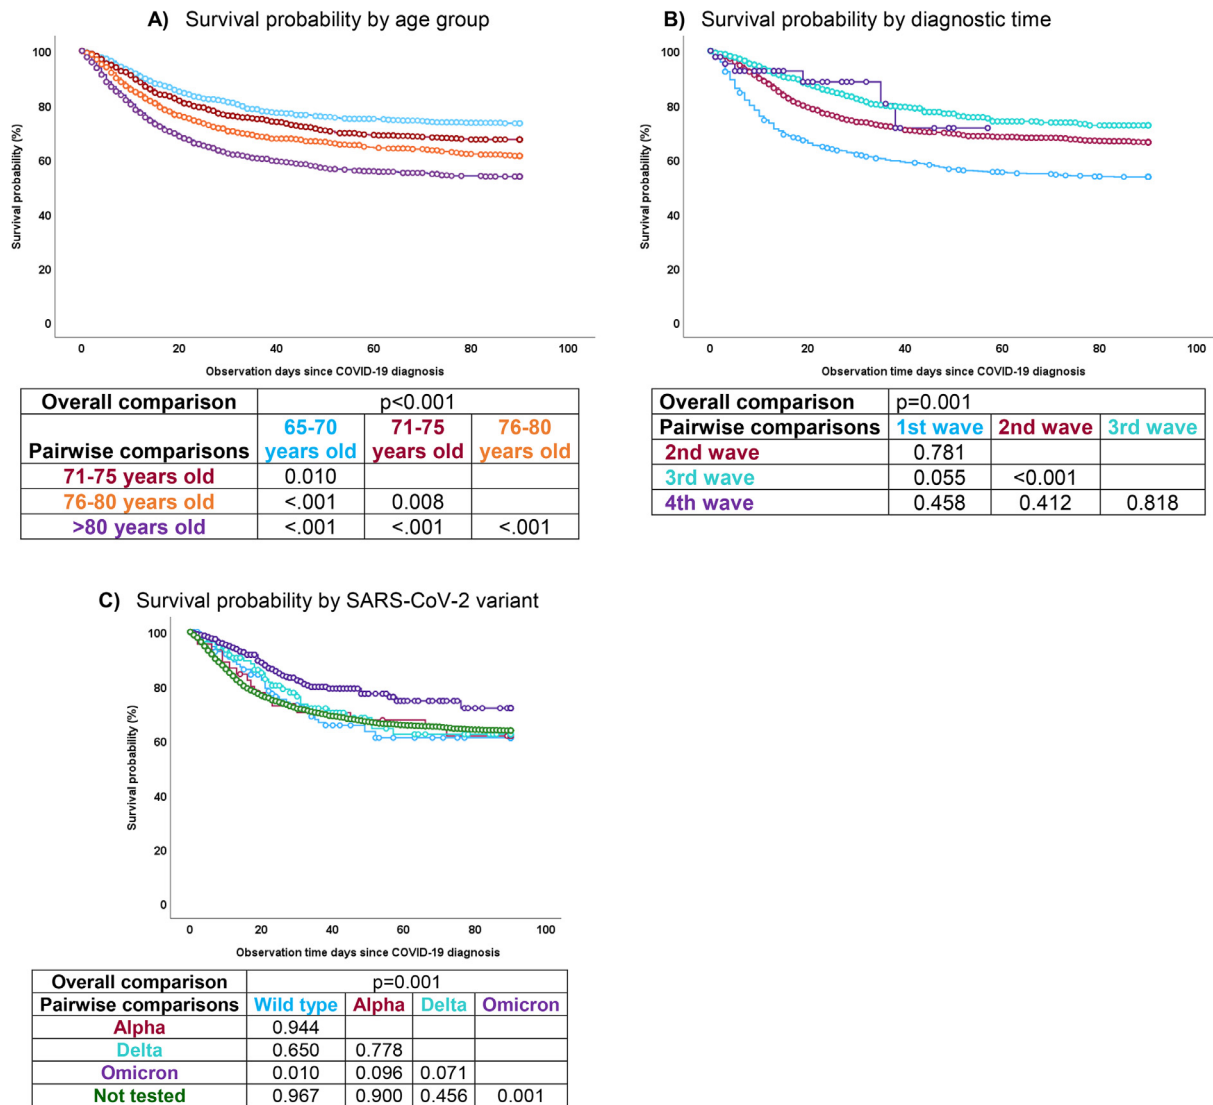 A) Survival probability by age group
100
80
60
40
20
0
Survival probability (%)
0 20 40 60 80 100
Observation days since COVID-19 diagnosis
Overall comparison p<0.001
Pairwise comparisons 65-70 years old 71-75 years old 76-80 years old
71-75 years old 0.010
76-80 years old <.001 0.008
>80 years old <.001 <.001 <.001
B) Survival probability by diagnostic time
100
80
60
40
20
0
Survival probability (%)
0 20 40 60 80 100
Observation time days since COVID-19 diagnosis
Overall comparison p=0.001
Pairwise comparisons 1st wave 2nd wave 3rd wave
2nd wave 0.781
3rd wave 0.055 <0.001
4th wave 0.458 0.412 0.818
C) Survival probability by SARS-CoV-2 variant
100
80
60
40
20
0
Survival probability (%)
0 20 40 60 80 100
Observation time days since COVID-19 diagnosis
Overall comparison p=0.001
Pairwise comparisons Wild type Alpha Delta Omicron
Alpha 0.944
Delta 0.650 0.778
Omicron 0.010 0.096 0.071
Not tested 0.967 0.900 0.456 0.001